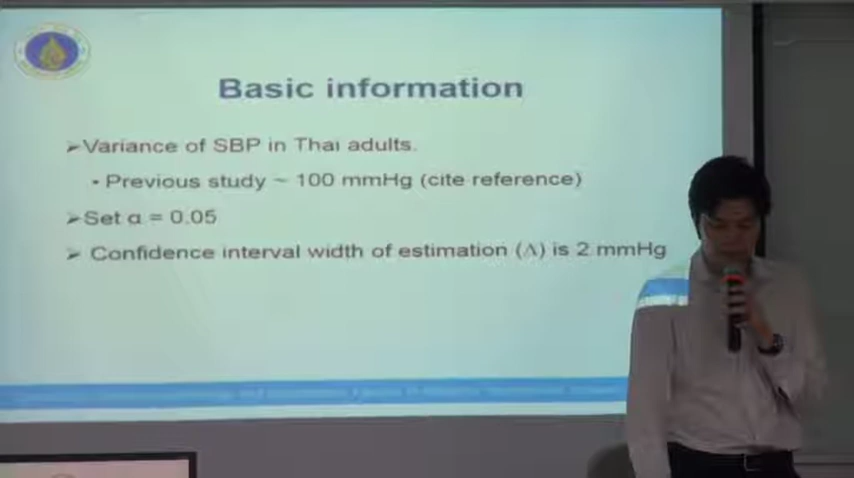 Basic information
➢Variance of SBP in Thai adults.
• Previous study ~ 100 mmHg (cite reference)
➢Set α = 0.05
➢ Confidence interval width of estimation (Δ) is 2 mmHg